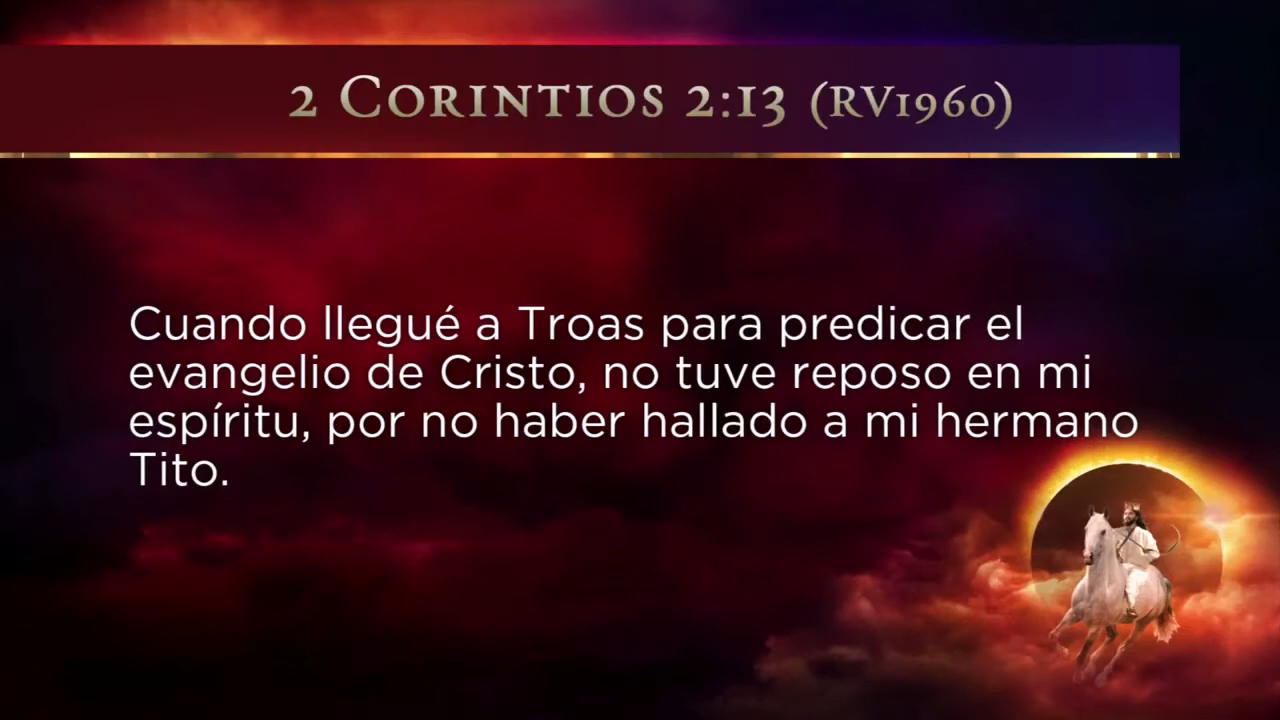 2 Corintios 2:13 (RV1960)
Cuando llegué a Troas para predicar el
evangelio de Cristo, no tuve reposo en mi
espíritu, por no haber hallado a mi hermano
Tito.